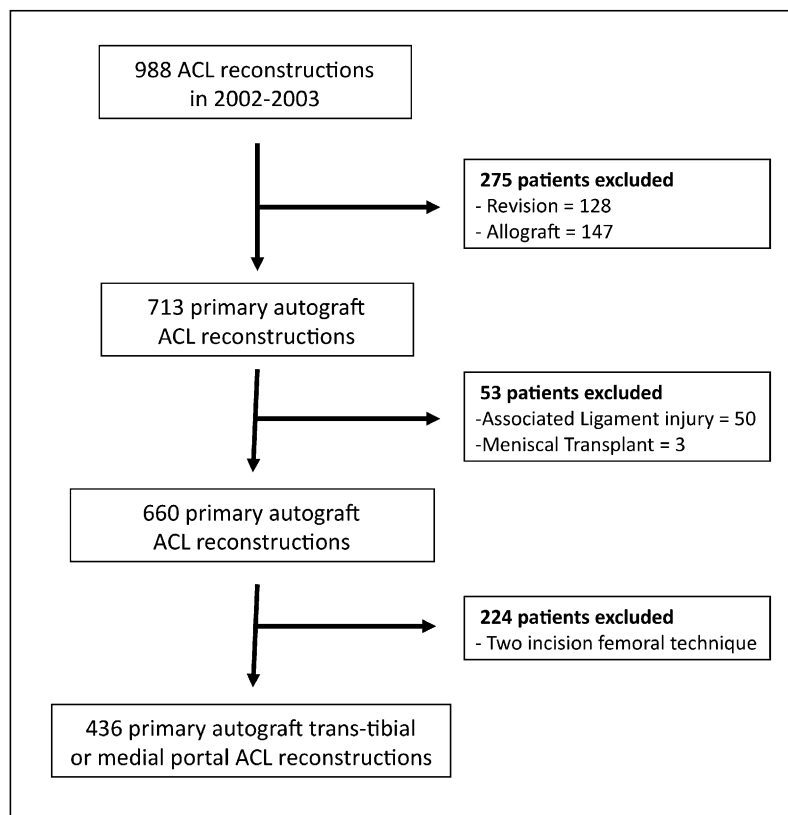 988 ACL reconstructions
in 2002-2003
275 patients excluded
- Revision = 128
- Allograft = 147
713 primary autograft
ACL reconstructions
53 patients excluded
-Associated Ligament injury = 50
-Meniscal Transplant = 3
660 primary autograft
ACL reconstructions
224 patients excluded
- Two incision femoral technique
436 primary autograft trans-tibial
or medial portal ACL reconstructions